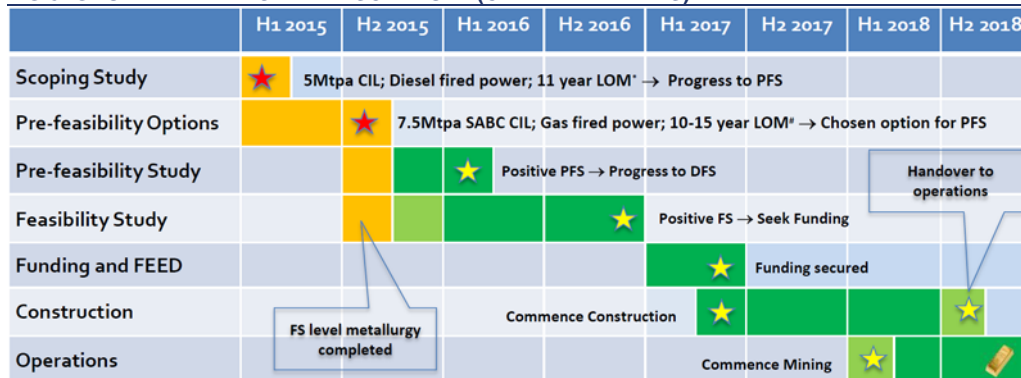 H1 2015 H2 2015 H1 2016 H2 2016 H1 2017 H2 2017 H1 2018 H2 2018
Scoping Study 5Mtpa CIL; Diesel fired power; 11 year LOM* → Progress to PFS
Pre-feasibility Options 7.5Mtpa SABC CIL; Gas fired power; 10-15 year LOM# → Chosen option for PFS
Pre-feasibility Study Positive PFS → Progress to DFS
Handover to
operations
Feasibility Study Positive FS → Seek Funding
Funding and FEED Funding secured
Construction Commence Construction
FS level metallurgy
completed
Operations Commence Mining